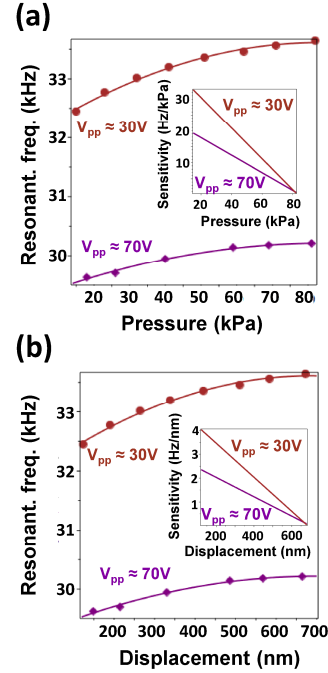 (a)
Resonant. freq. (kHz)
33
32
31
30
Vpp ≈ 30V
Vpp ≈ 70V
Sensitivity (Hz/kPa)
30
20
10
Vpp ≈ 30V
Vpp ≈ 70V
20 40 60 80
Pressure (kPa)
20 30 40 50 60 70 80
Pressure (kPa)
(b)
Resonant. freq. (kHz)
33
32
31
30
Vpp ≈ 30V
Vpp ≈ 70V
Sensitivity (Hz/nm)
4
3
2
1
Vpp ≈ 30V
Vpp ≈ 70V
200 400 600
Displacement (nm)
200 300 400 500 600 700
Displacement (nm)